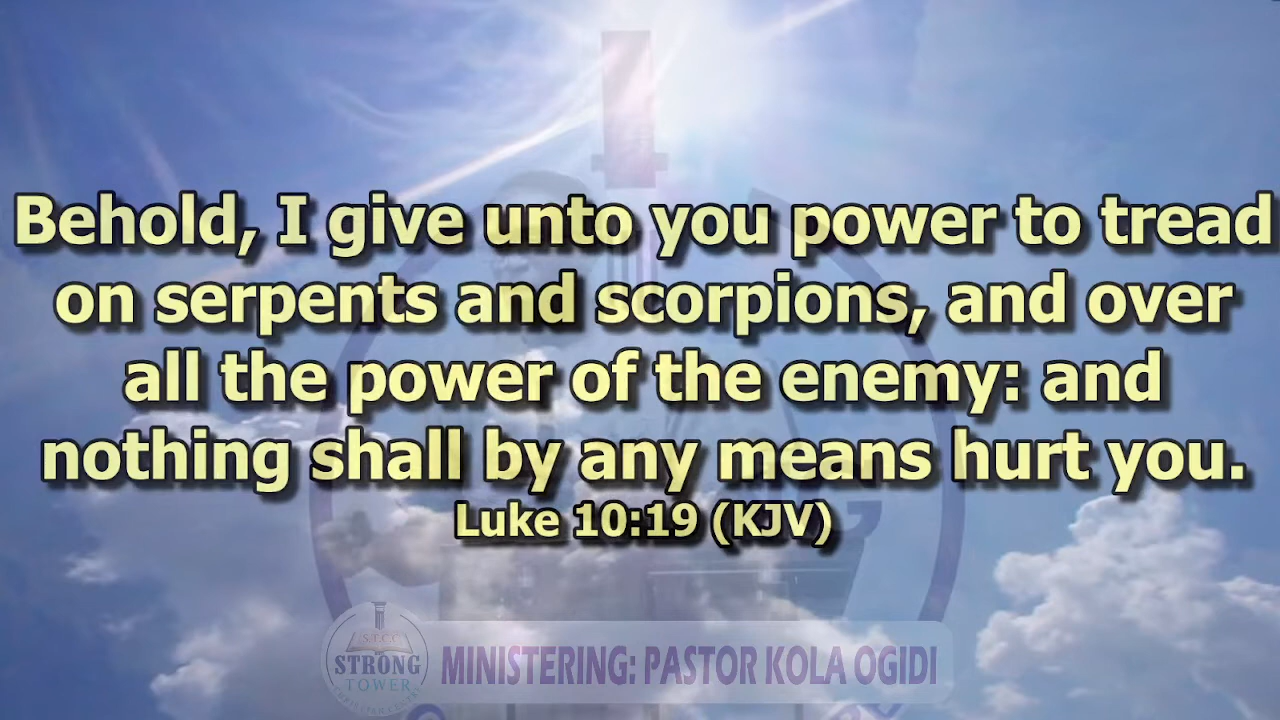 Behold, I give unto you power to tread
on serpents and scorpions, and over
all the power of the enemy: and
nothing shall by any means hurt you.
Luke 10:19 (KJV)
S.T.C.C
STRONG
TOWER
MINISTERING: PASTOR KOLA OGIDI